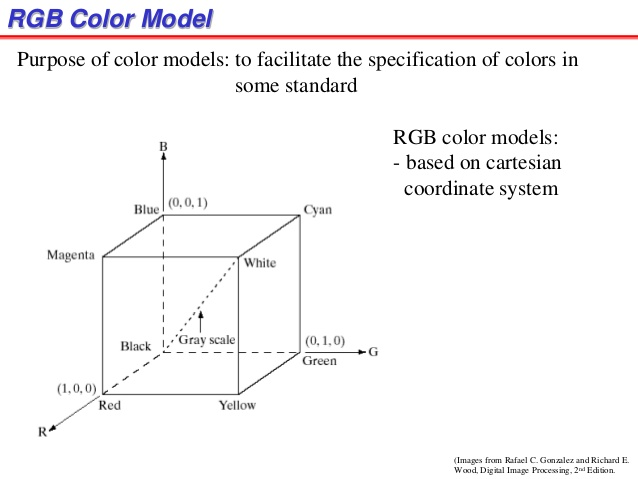 RGB Color Model
Purpose of color models: to facilitate the specification of colors in
some standard
RGB color models:
- based on cartesian
coordinate system
B
Blue
(0, 0, 1)
Cyan
Magenta
White
Black
Gray scale
(0, 1, 0)
G
Green
(1, 0, 0)
Red
Yellow
R
(Images from Rafael C. Gonzalez and Richard E.
Wood, Digital Image Processing, 2nd Edition.